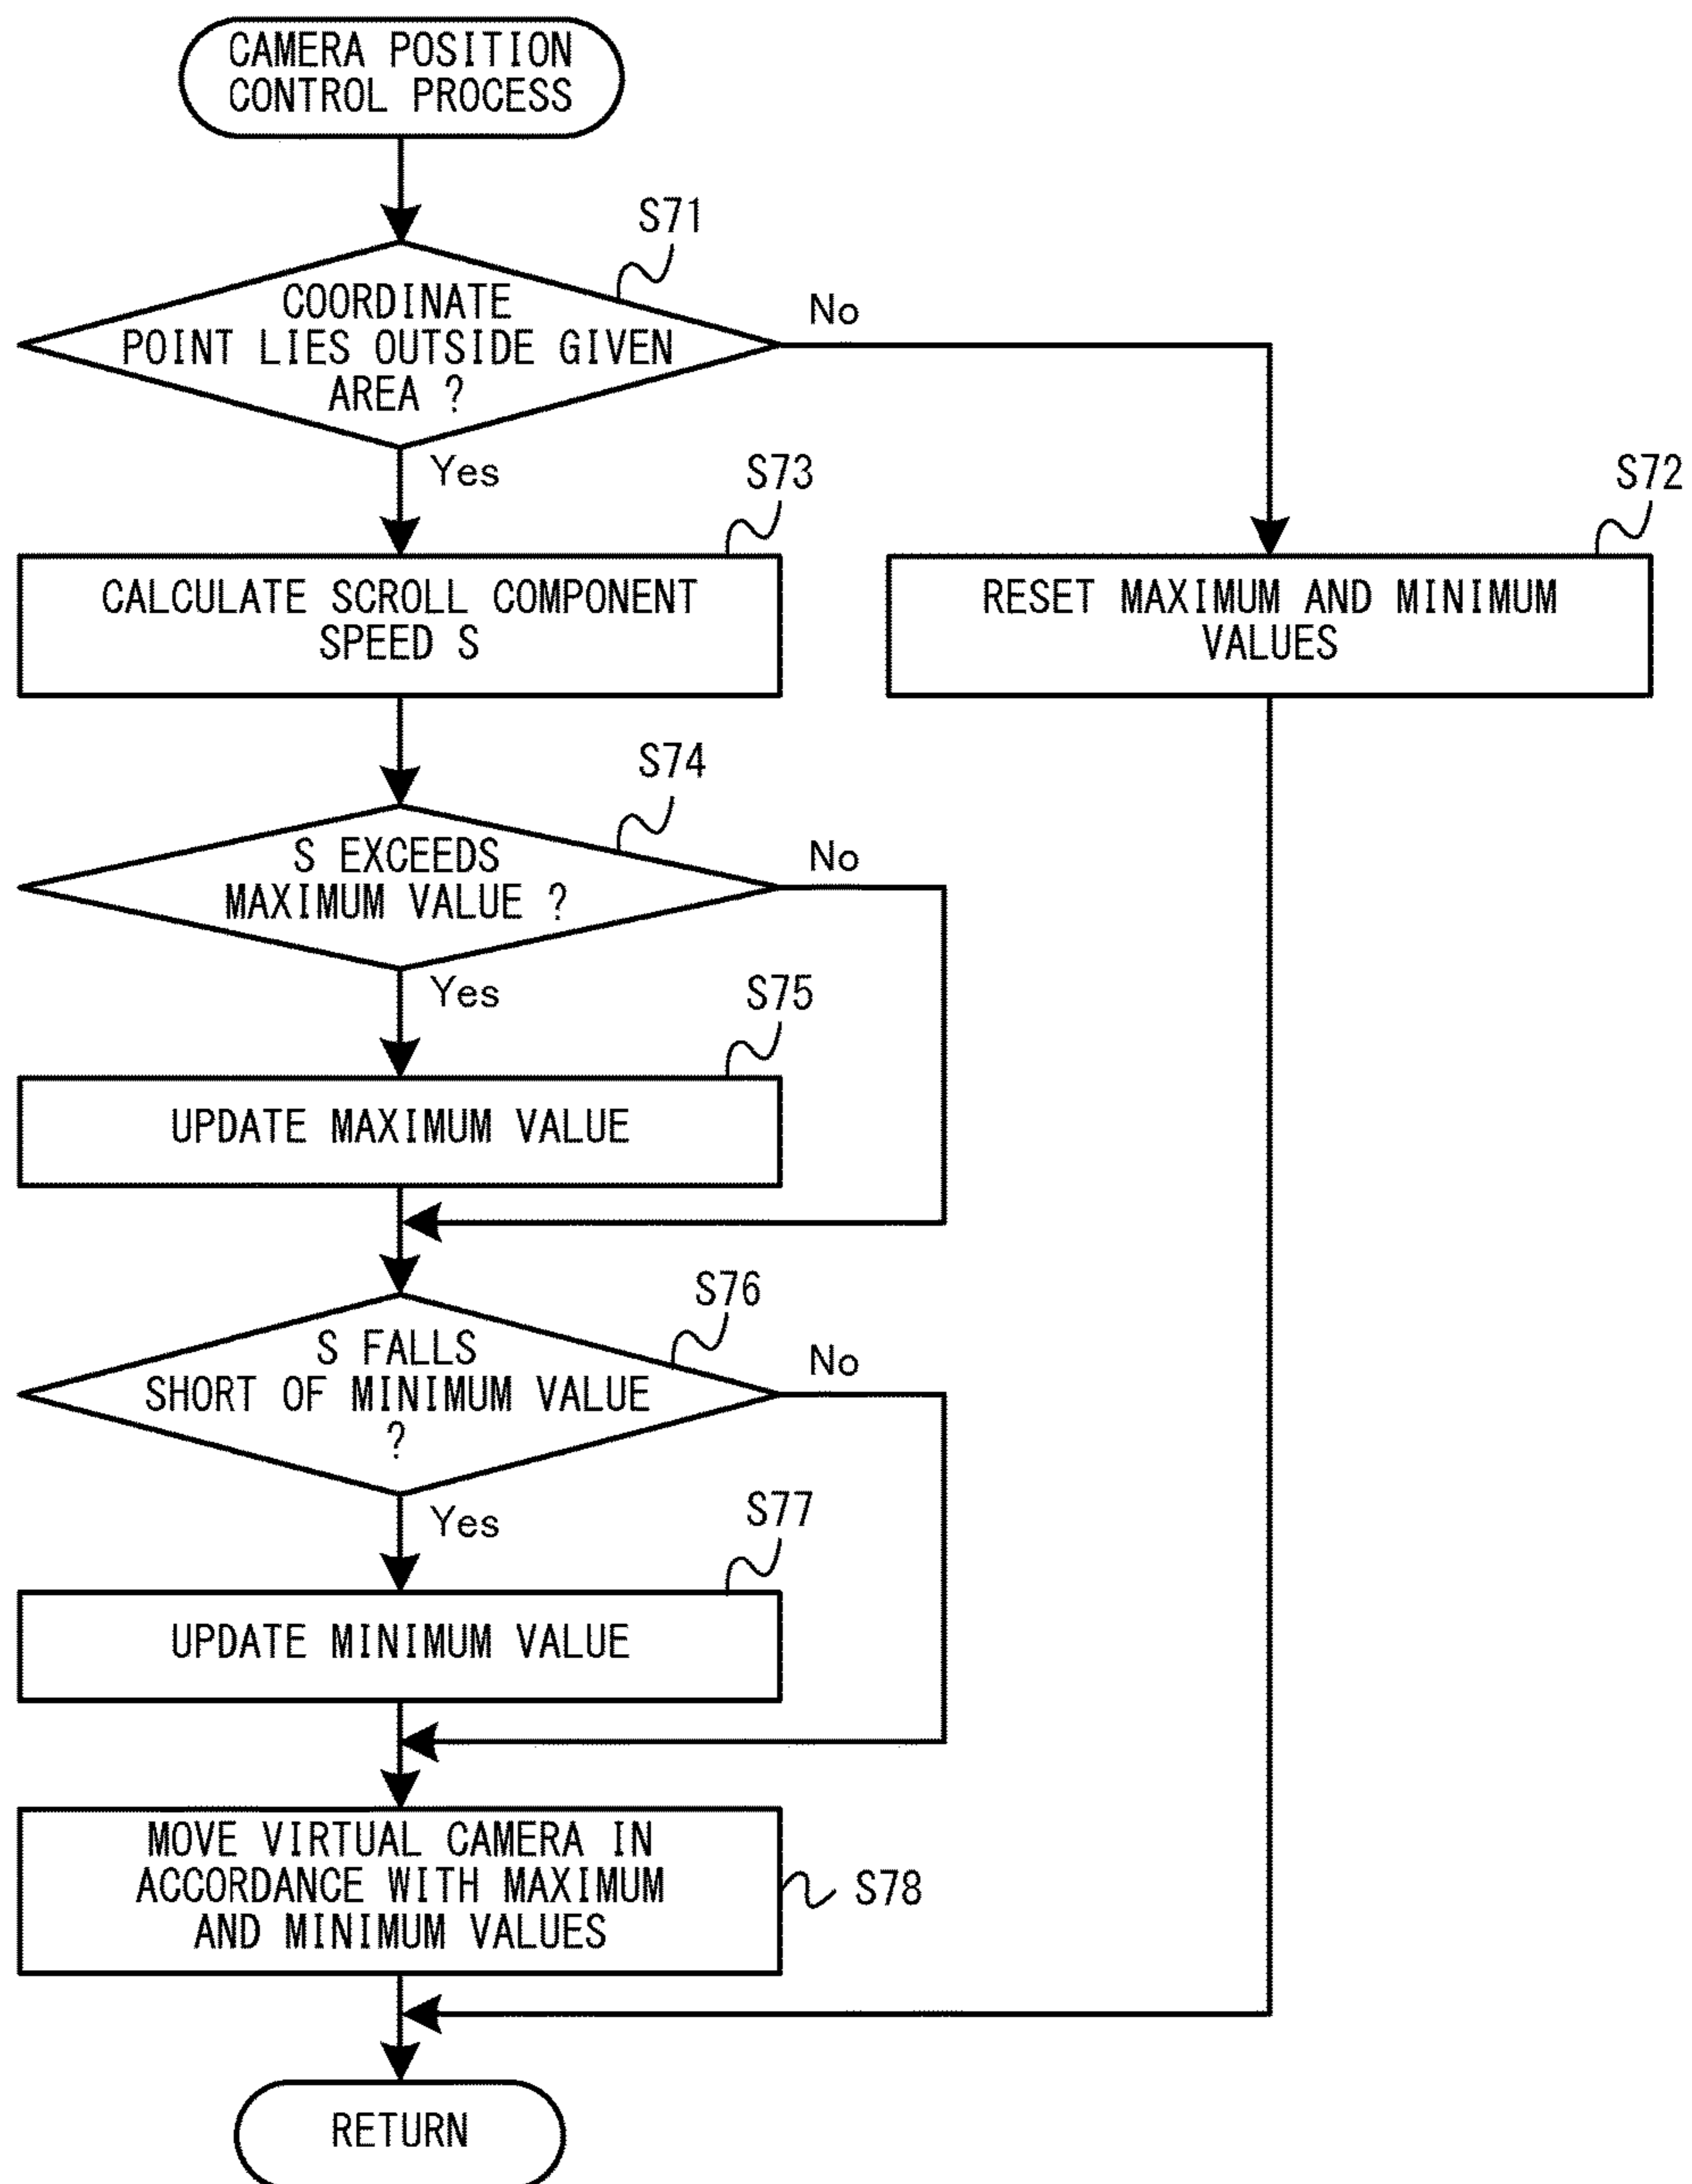 CAMERA POSITION
CONTROL PROCESS
S71
COORDINATE
POINT LIES OUTSIDE GIVEN
AREA ?
No
Yes
S73
S72
CALCULATE SCROLL COMPONENT
SPEED S
RESET MAXIMUM AND MINIMUM
VALUES
S74
S EXCEEDS
MAXIMUM VALUE ?
No
Yes
S75
UPDATE MAXIMUM VALUE
S76
S FALLS
SHORT OF MINIMUM VALUE
?
No
Yes
S77
UPDATE MINIMUM VALUE
MOVE VIRTUAL CAMERA IN
ACCORDANCE WITH MAXIMUM
AND MINIMUM VALUES
S78
RETURN